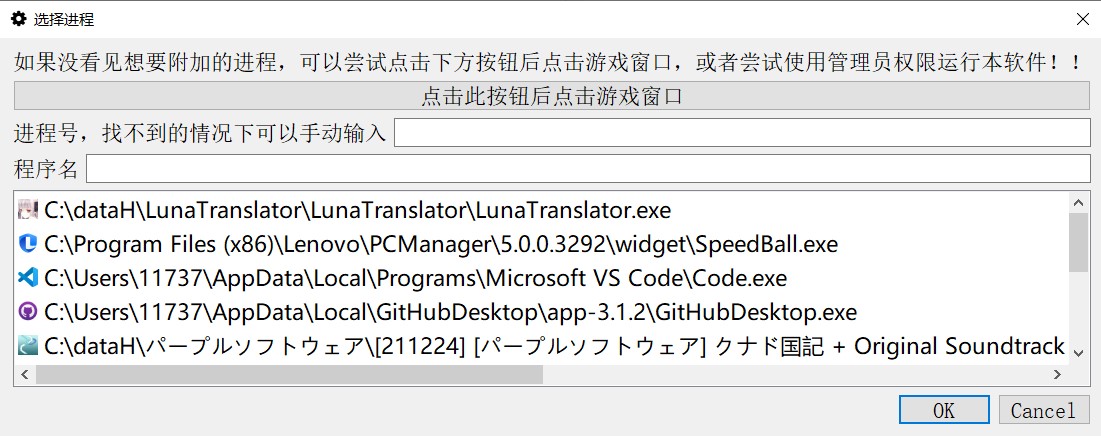 选择进程
如果没看见想要附加的进程，可以尝试点击下方按钮后点击游戏窗口，或者尝试使用管理员权限运行本软件！！
点击此按钮后点击游戏窗口
进程号，找不到的情况下可以手动输入
程序名
C:\dataH\LunaTranslator\LunaTranslator\LunaTranslator.exe
C:\Program Files (x86)\Lenovo\PCManager\5.0.0.3292\widget\SpeedBall.exe
C:\Users\11737\AppData\Local\Programs\Microsoft VS Code\Code.exe
C:\Users\11737\AppData\Local\GitHubDesktop\app-3.1.2\GitHubDesktop.exe
C:\dataH\パープルソフトウェア\[211224] [パープルソフトウェア] クナド国記 + Original Soundtrack
OK Cancel